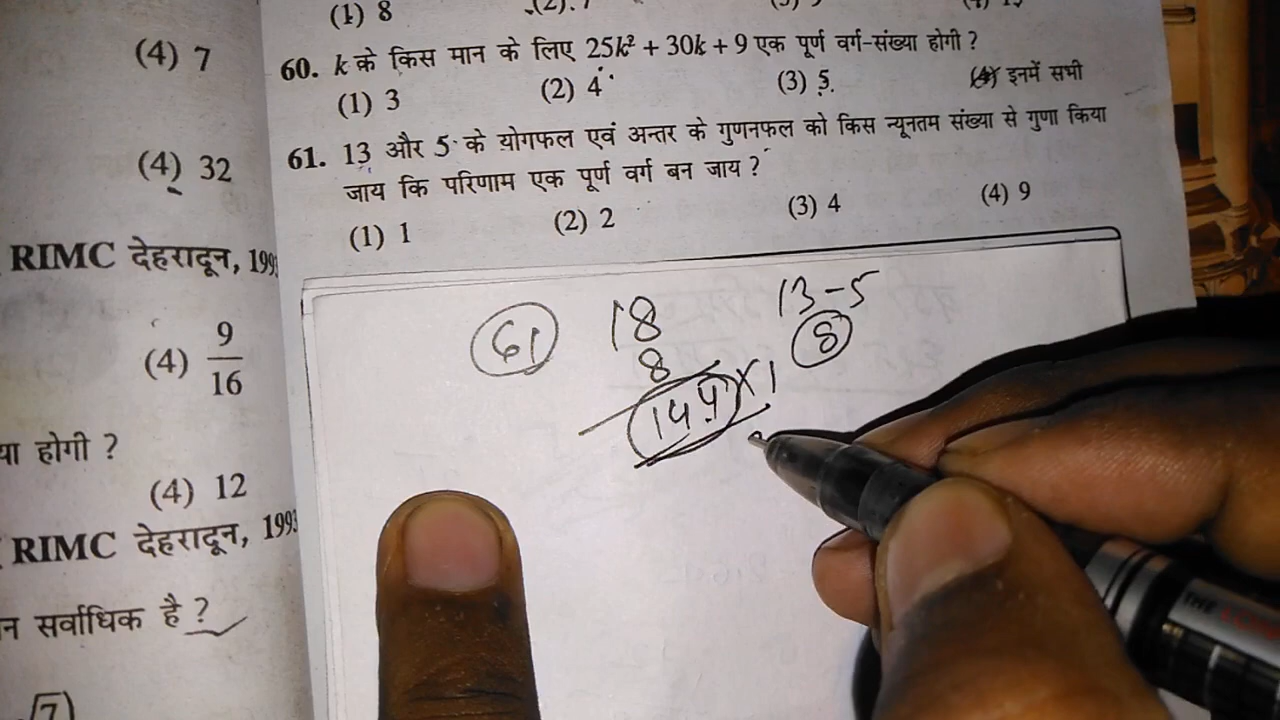 (1) 8
(4) 7
60. k के किस मान के लिए 25k² + 30k + 9 एक पूर्ण वर्ग-संख्या होगी ?
(1) 3 (2) 4 (3) 5 (4) इनमें सभी
61. 13 और 5 के योगफल एवं अन्तर के गुणनफल को किस न्यूनतम संख्या से गुणा किया
जाय कि परिणाम एक पूर्ण वर्ग बन जाय ?
(1) 1 (2) 2 (3) 4 (4) 9
(4) 32
RIMC देहरादून, 199
(4) 9/16
या होगी ?
(4) 12
RIMC देहरादून, 1993
न सर्वाधिक है ?
√7)
61
18
8
144 × 1
13-5
8
THE